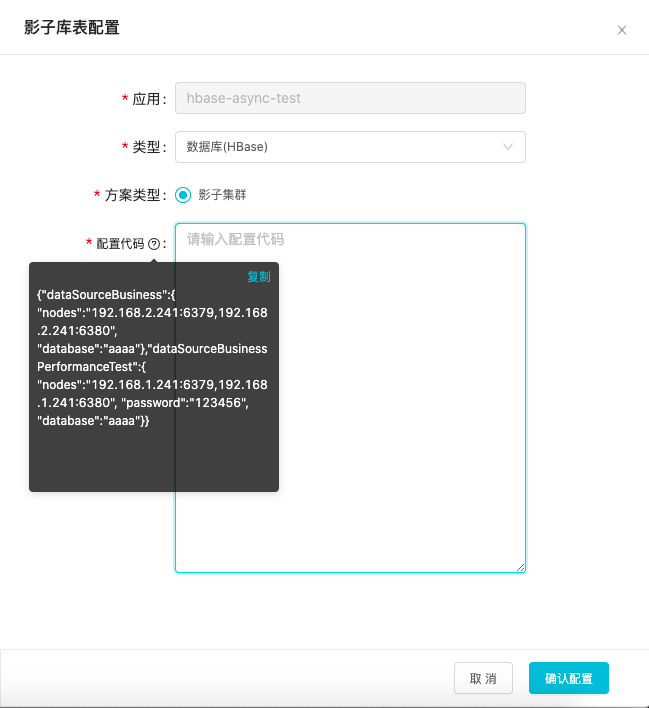 影子库表配置
* 应用：
hbase-async-test
* 类型：
数据库(HBase)
* 方案类型：
影子集群
* 配置代码 ?：
请输入配置代码
复制
{"dataSourceBusiness":{
"nodes":"192.168.2.241:6379,192.168
.2.241:6380",
"database":"aaaa"},"dataSourceBusiness
PerformanceTest":{
"nodes":"192.168.1.241:6379,192.168
.1.241:6380", "password":"123456",
"database":"aaaa"}}
取 消
确认配置